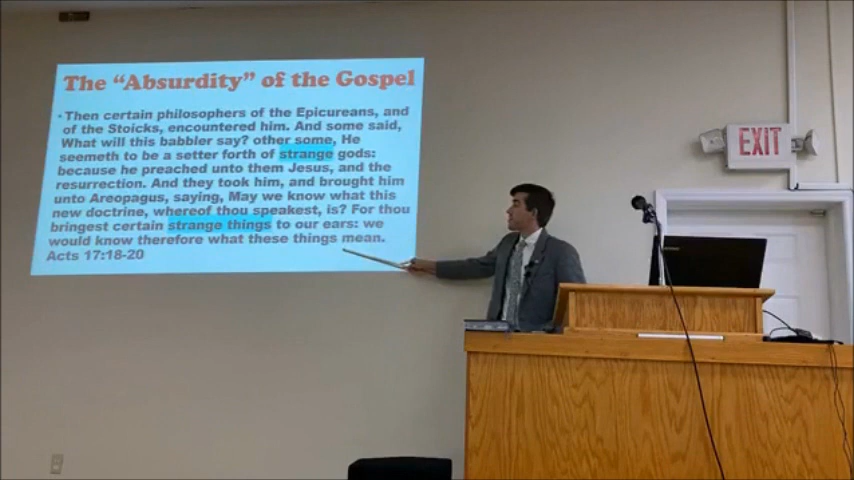 The "Absurdity" of the Gospel
• Then certain philosophers of the Epicureans, and
of the Stoicks, encountered him. And some said,
What will this babbler say? other some, He
seemeth to be a setter forth of strange gods:
because he preached unto them Jesus, and the
resurrection. And they took him, and brought him
unto Areopagus, saying, May we know what this
new doctrine, whereof thou speakest, is? For thou
bringest certain strange things to our ears: we
would know therefore what these things mean.
Acts 17:18-20
EXIT